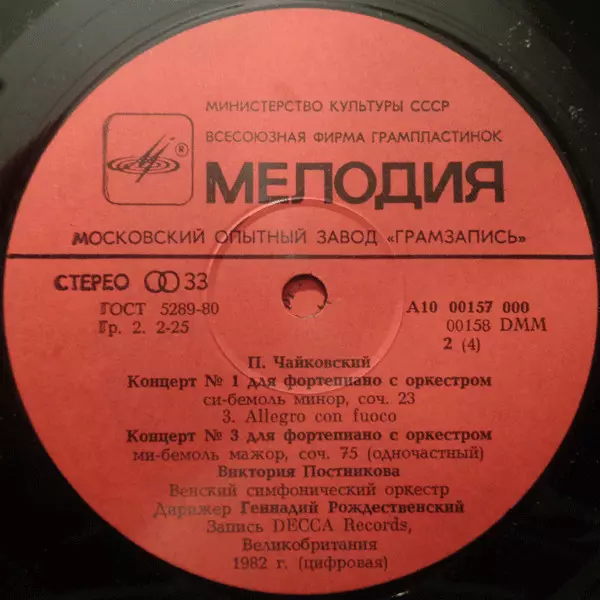 МИНИСТЕРСТВО КУЛЬТУРЫ СССР
ВСЕСОЮЗНАЯ ФИРМА ГРАМПЛАСТИНОК
®
МЕЛОДИЯ
МОСКОВСКИЙ ОПЫТНЫЙ ЗАВОД «ГРАМЗАПИСЬ»
СТЕРЕО 33
ГОСТ 5289-80
Гр. 2. 2-25
А10 00157 000
00158 DMM
2 (4)
П. Чайковский
Концерт № 1 для фортепиано с оркестром
си-бемоль минор, соч. 23
3. Allegro con fuoco
Концерт № 3 для фортепиано с оркестром
ми-бемоль мажор, соч. 75 (одночастный)
Виктория Постникова
Венский симфонический оркестр
Дирижер Геннадий Рождественский
Запись DECCA Records,
Великобритания
1982 г. (цифровая)